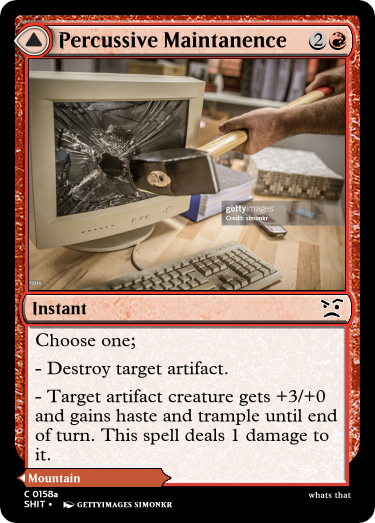 Percussive Maintanence 2
gettyimages
Credit: simonkr
Instant
Choose one;
- Destroy target artifact.
- Target artifact creature gets +3/+0
and gains haste and trample until end
of turn. This spell deals 1 damage to
it.
Mountain
C 0158a
SHIT • GETTYIMAGES SIMONKR
whats that